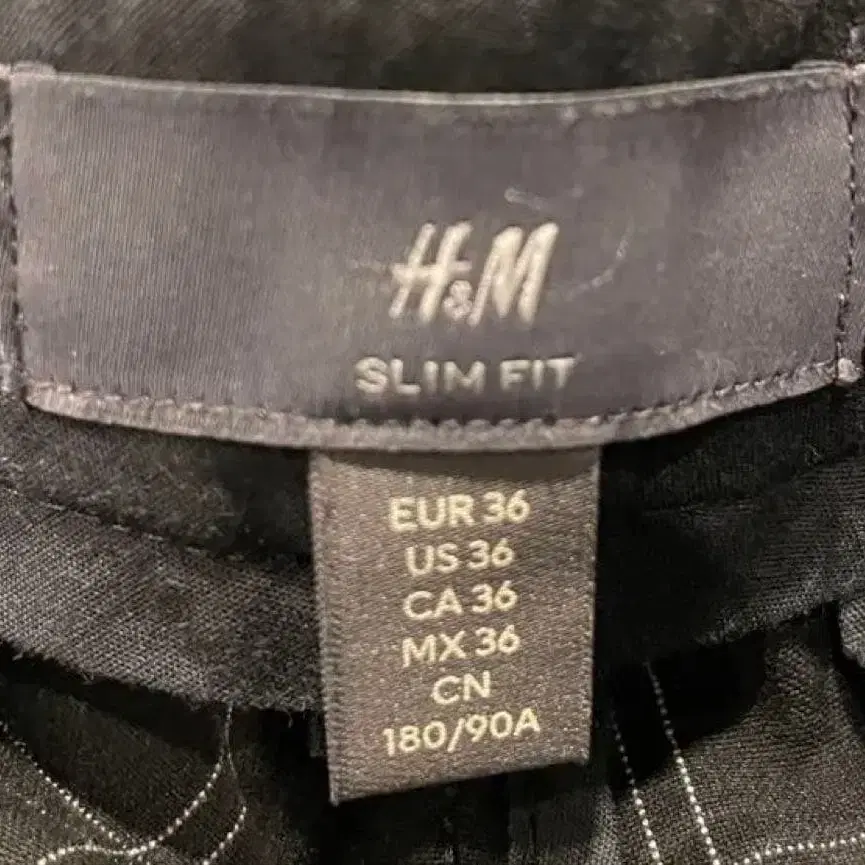 H&M
SLIM FIT
EUR 36
US 36
CA 36
MX 36
CN
180/90A